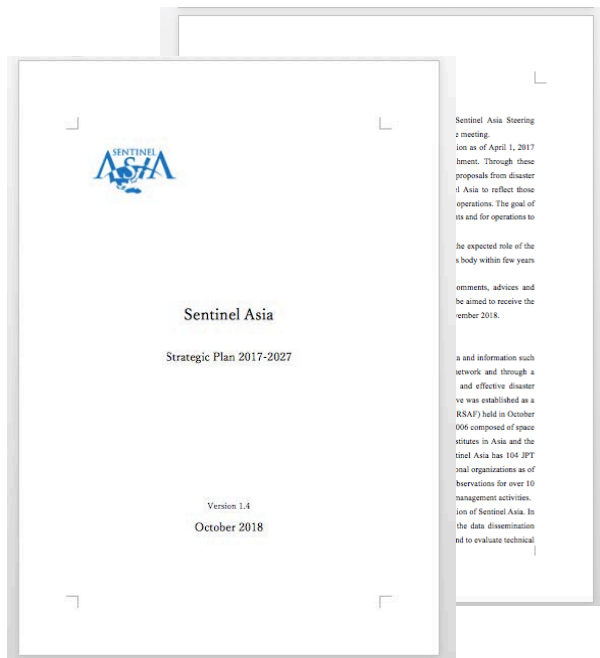 SENTINEL
ASIA
Sentinel Asia
Strategic Plan 2017-2027
Version 1.4
October 2018
Sentinel Asia Steering
meeting.
ion as of April 1, 2017
hment. Through these
proposals from disaster
Asia to reflect those
operations. The goal of
ts and for operations to
he expected role of the
s body within few years
omments, advices and
be aimed to receive the
vember 2018.
a and information such
etwork and through a
and effective disaster
ve was established as a
RSAF) held in October
006 composed of space
stitutes in Asia and the
tinel Asia has 104 JPT
onal organizations as of
bservations for over 10
management activities.
ion of Sentinel Asia. In
the data dissemination
nd to evaluate technical